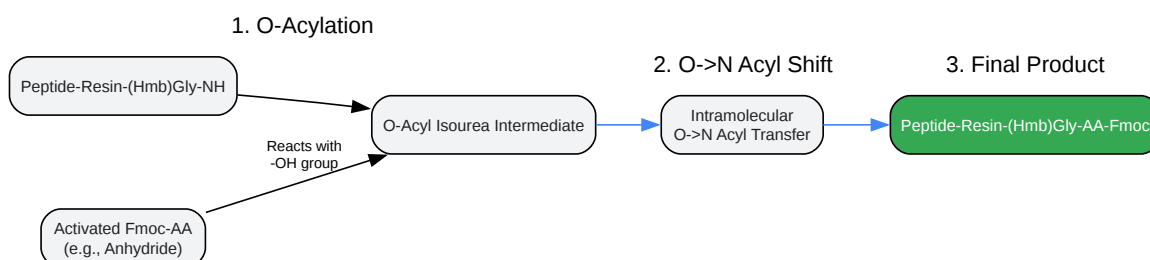 1. O-Acylation
Peptide-Resin-(Hmb)Gly-NH
Reacts with
-OH group
Activated Fmoc-AA
(e.g., Anhydride)
O-Acyl Isourea Intermediate
2. O->N Acyl Shift
Intramolecular
O->N Acyl Transfer
3. Final Product
Peptide-Resin-(Hmb)Gly-AA-Fmoc